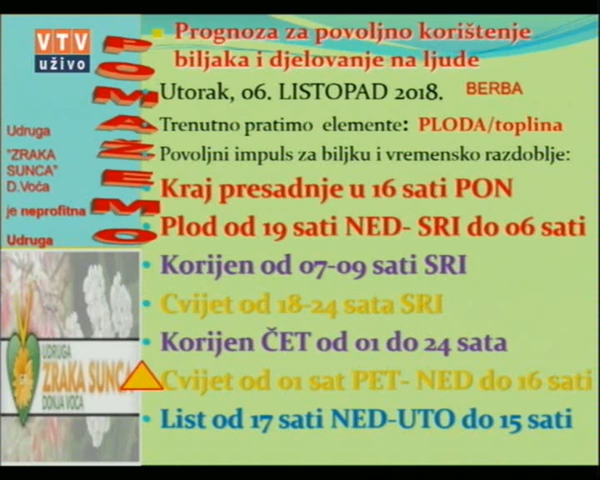 VTV
uživo
POMAŽEMO
Udruga
"ZRAKA
SUNCA"
D.Voća
je neprofitna
Udruga
UDRUGA
ZRAKA SUNCA
DONJA VOĆA
Prognoza za povoljno korištenje
biljaka i djelovanje na ljude
Utorak, 06. LISTOPAD 2018. BERBA
Trenutno pratimo elemente: PLODA/toplina
Povoljni impuls za biljku i vremensko razdoblje:
Kraj presadnje u 16 sati PON
Plod od 19 sati NED- SRI do 06 sati
Korijen od 07-09 sati SRI
Cvijet od 18-24 sata SRI
Korijen ČET od 01 do 24 sata
Cvijet od 01 sat PET- NED do 16 sati
List od 17 sati NED-UTO do 15 sati